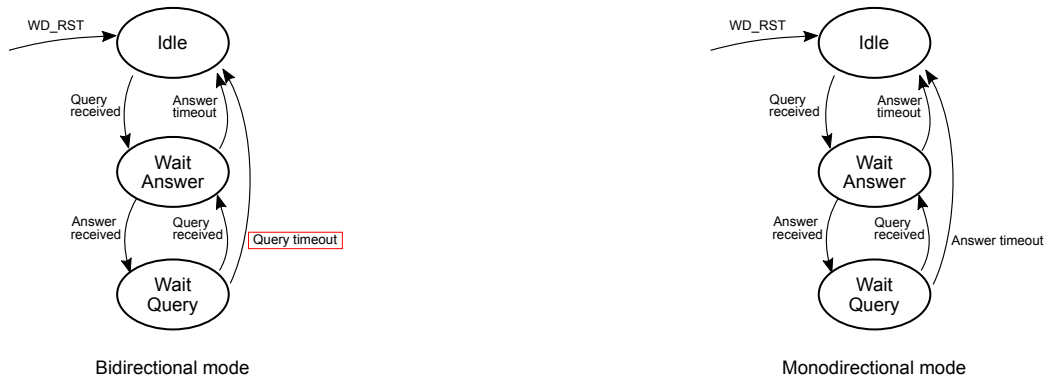 WD_RST
Idle
Query
received
Answer
timeout
Wait
Answer
Answer
received
Query
received
Query timeout
Wait
Query
Bidirectional mode
WD_RST
Idle
Query
received
Answer
timeout
Wait
Answer
Answer
received
Query
received
Answer timeout
Wait
Query
Monodirectional mode